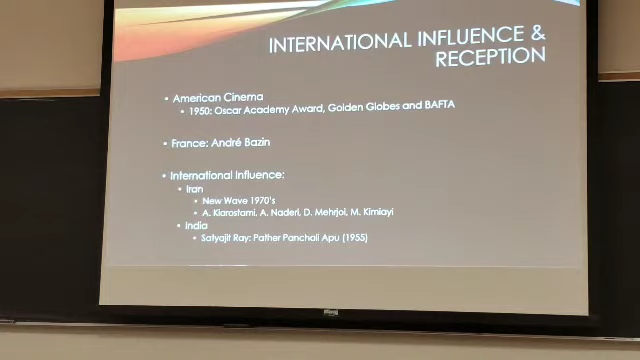 INTERNATIONAL INFLUENCE &
RECEPTION
• American Cinema
• 1950: Oscar Academy Award, Golden Globes and BAFTA
• France: André Bazin
• International Influence:
• Iran
• New Wave 1970's
• A. Kiarostami, A. Naderi, D. Mehrjoi, M. Kimiayi
• India
• Satyajit Ray: Pather Panchali Apu (1955)